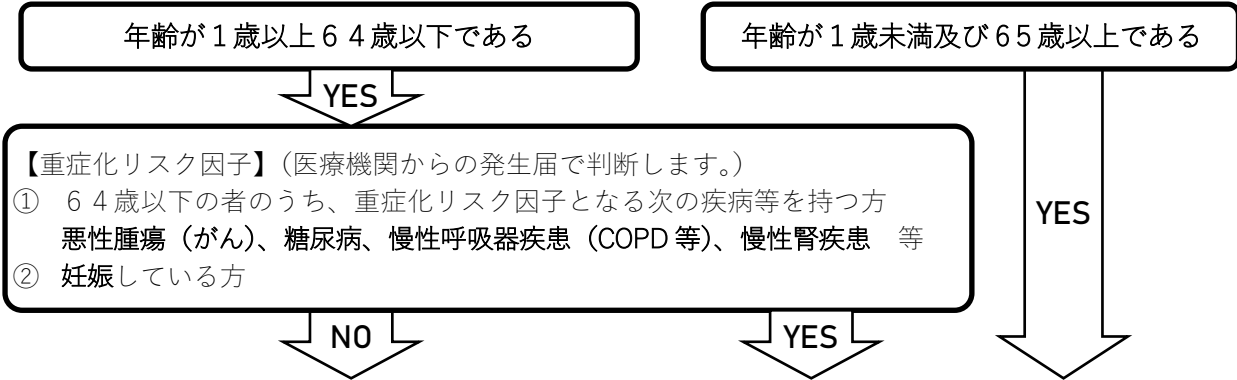 年齢が１歳以上６４歳以下である
年齢が１歳未満及び６５歳以上である
YES
【重症化リスク因子】（医療機関からの発生届で判断します。）
① ６４歳以下の者のうち、重症化リスク因子となる次の疾病等を持つ方
悪性腫瘍（がん）、糖尿病、慢性呼吸器疾患（COPD 等）、慢性腎疾患　等
② 妊娠している方
YES
NO
YES